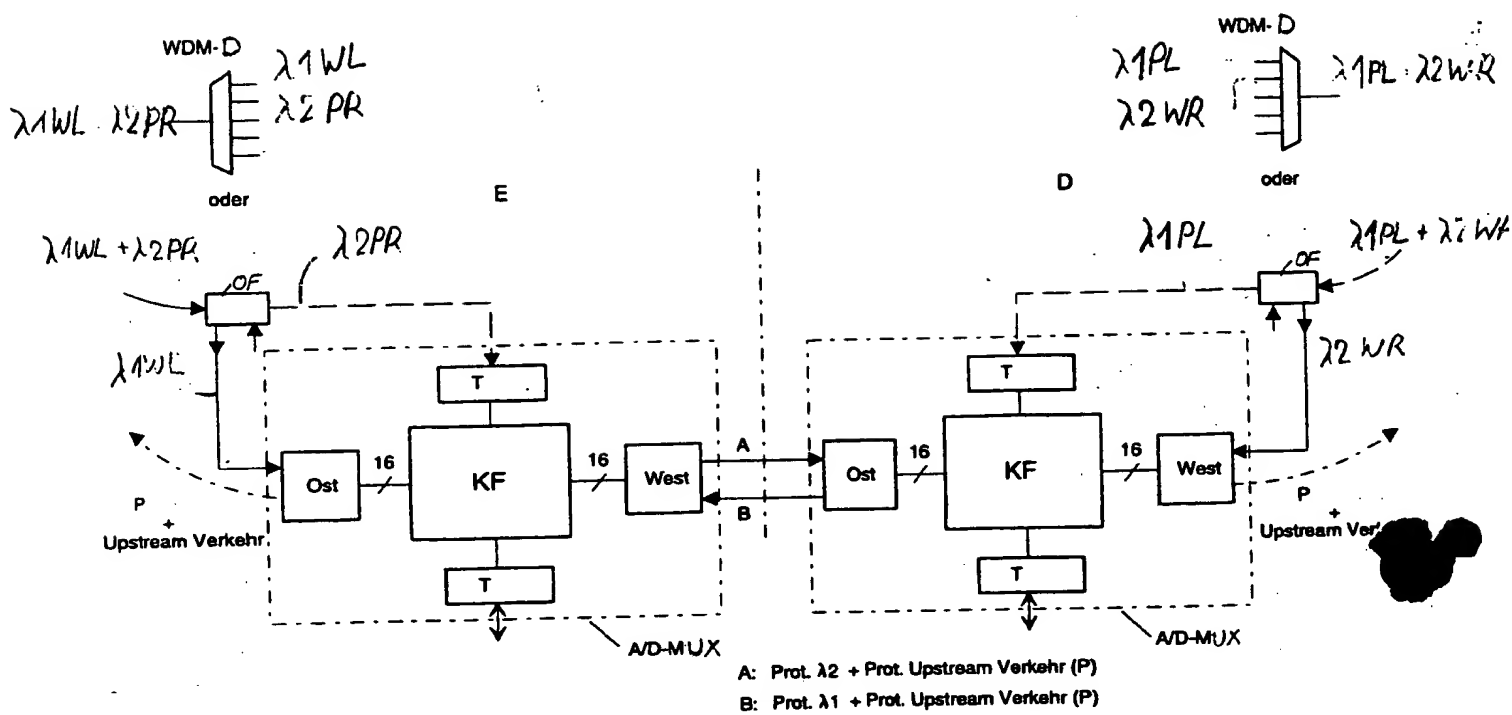 WDM-D
λ1WL
λ2PR
λ1WL λ2PR
oder
WDM-D
λ1PL
λ2WR
λ1PL λ2WR
oder
E
D
λ1WL + λ2PR
OF
λ2PR
λ1WL
λ1PL
OF
λ1PL +
λ2WR
T
Ost
16
KF
16
West
T
P
+
Upstream Verkehr
A
B
T
Ost
16
KF
16
West
T
P
+
Upstream
A/D-MUX
A/D-MUX
A: Prot. λ2 + Prot. Upstream Verkehr (P)
B: Prot. λ1 + Prot. Upstream Verkehr (P)